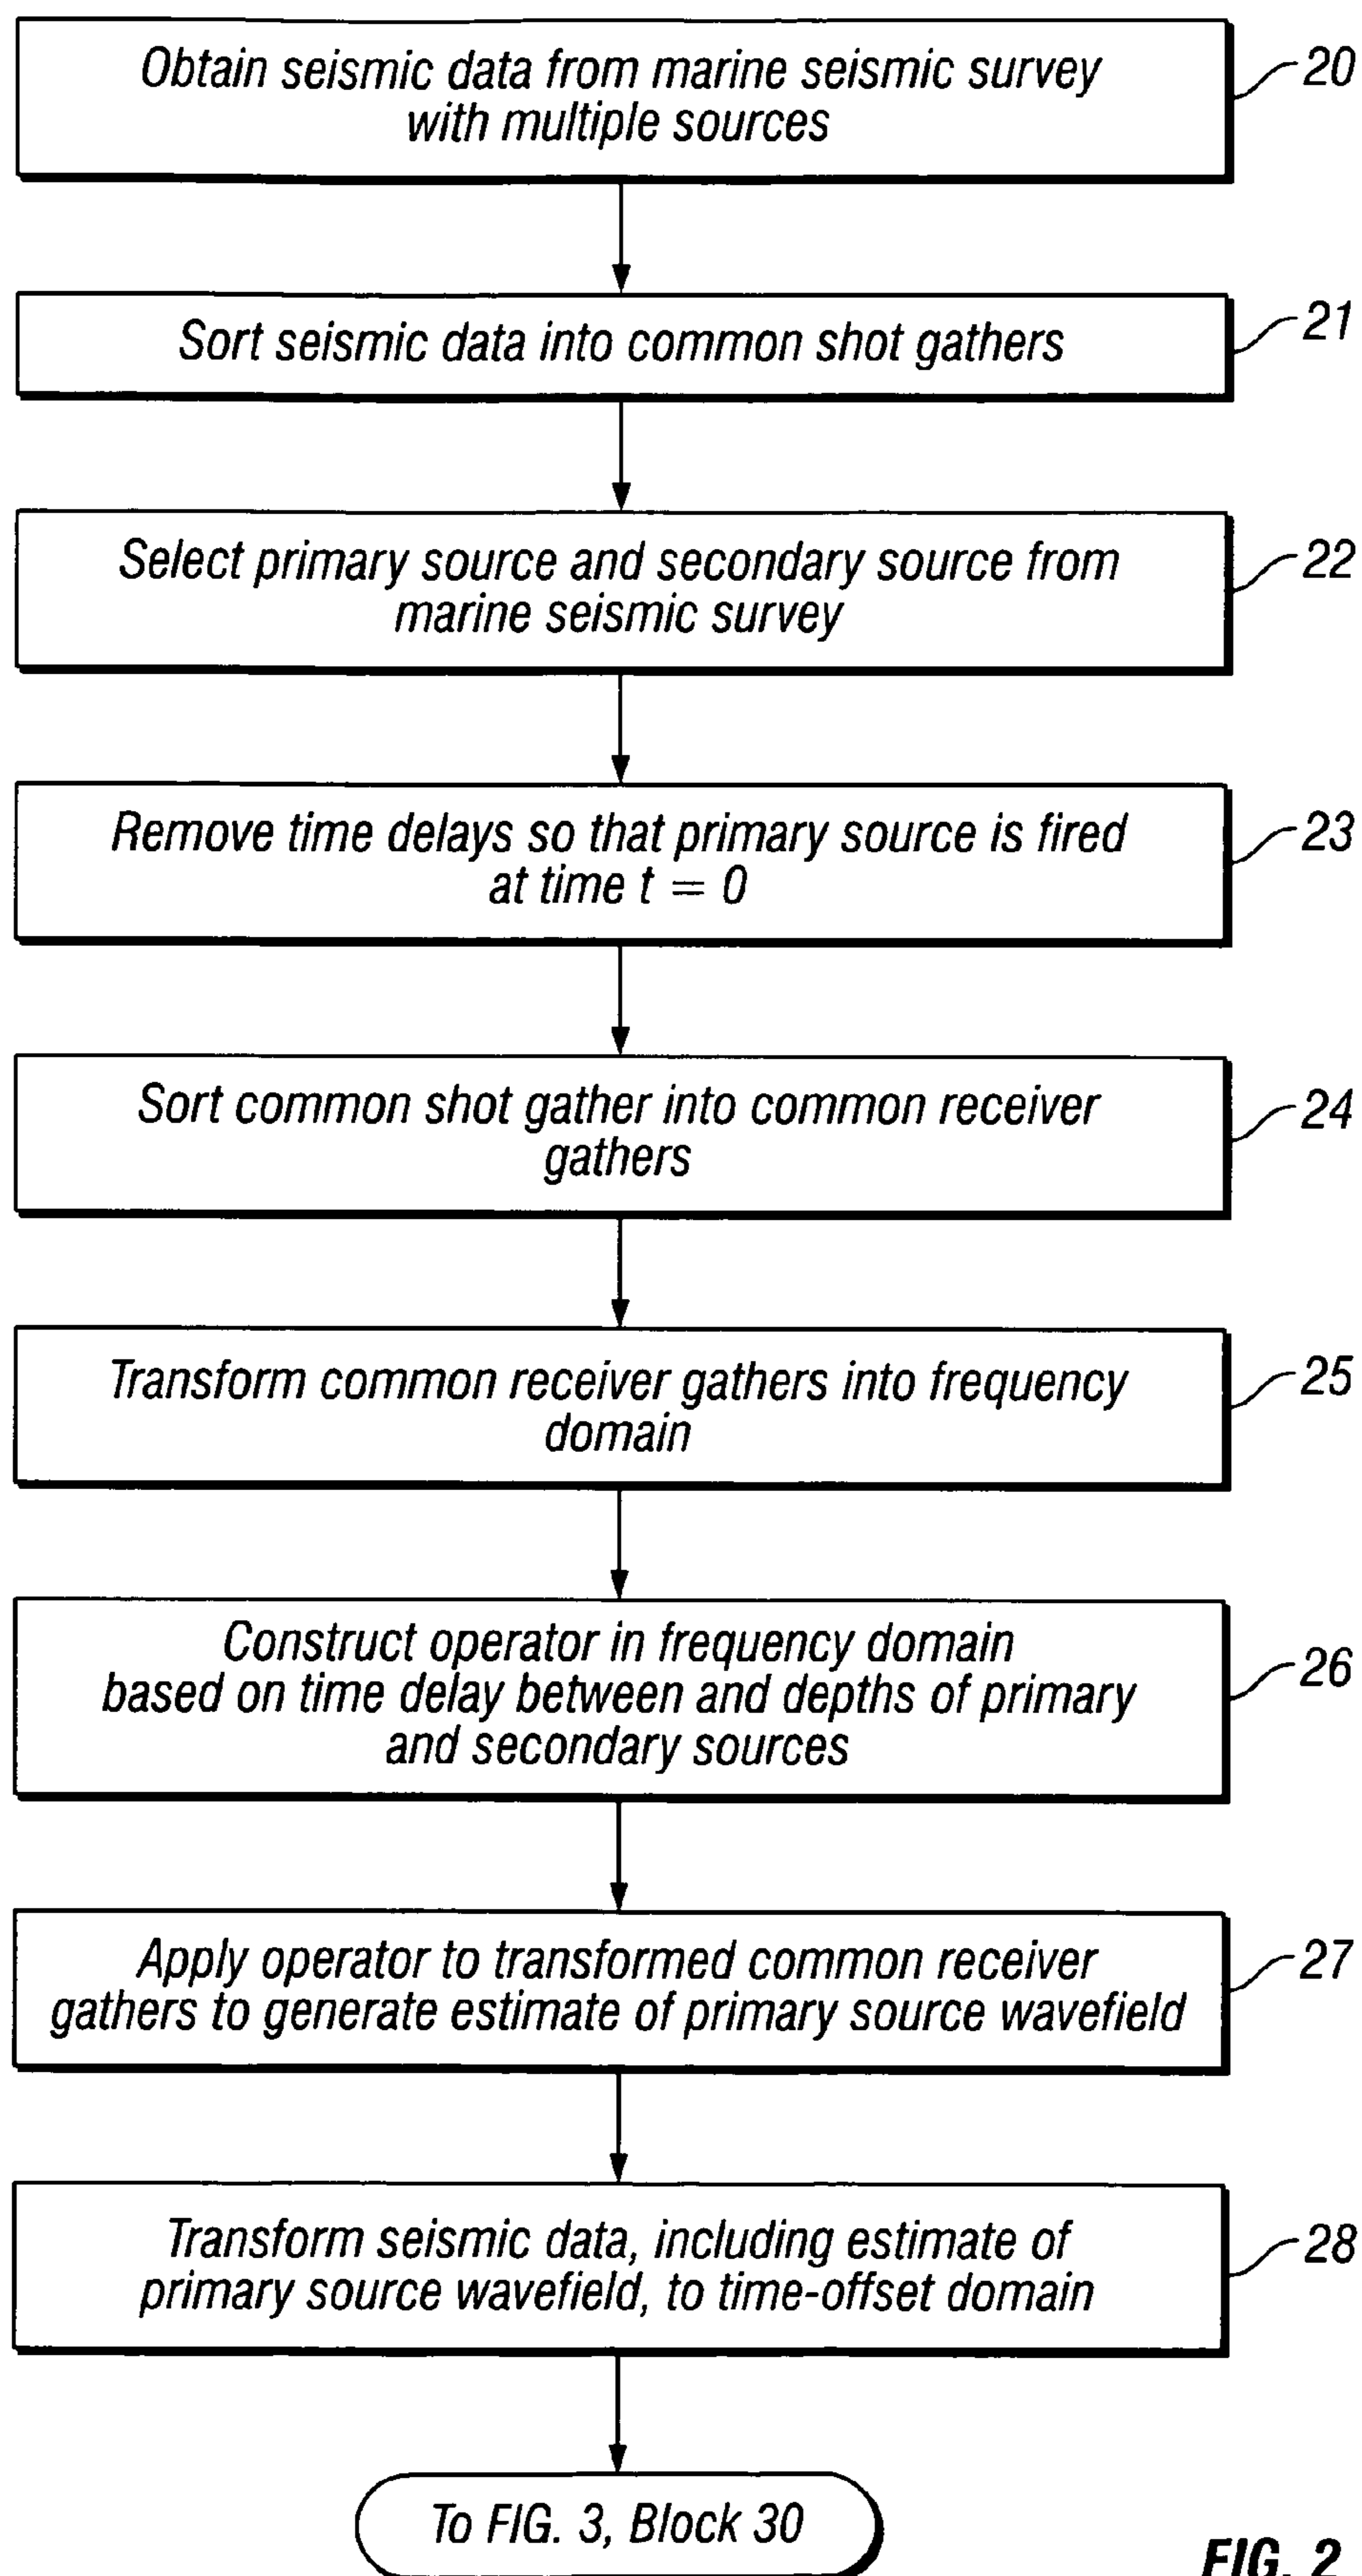 Obtain seismic data from marine seismic survey
with multiple sources
20
Sort seismic data into common shot gathers
21
Select primary source and secondary source from
marine seismic survey
22
Remove time delays so that primary source is fired
at time t = 0
23
Sort common shot gather into common receiver
gathers
24
Transform common receiver gathers into frequency
domain
25
Construct operator in frequency domain
based on time delay between and depths of primary
and secondary sources
26
Apply operator to transformed common receiver
gathers to generate estimate of primary source wavefield
27
Transform seismic data, including estimate of
primary source wavefield, to time-offset domain
28
To FIG. 3, Block 30
FIG. 2